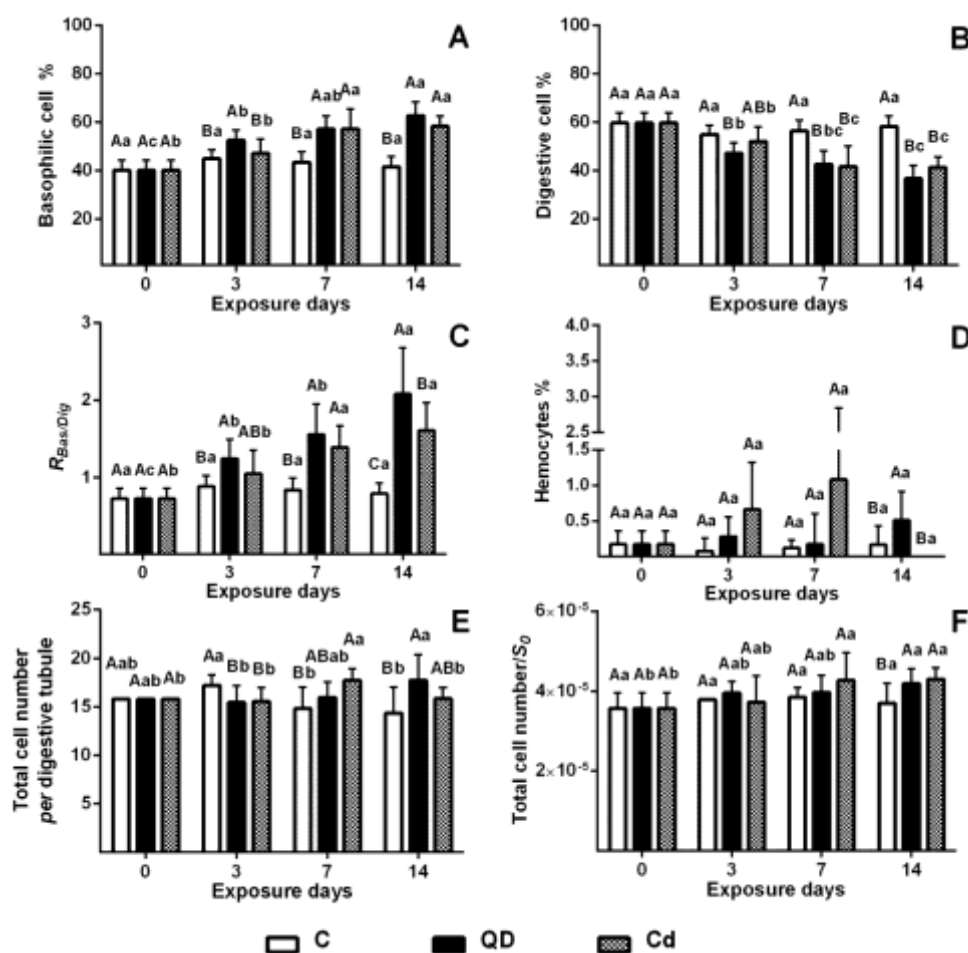 A
Basophilic cell %
100
80
60
40
20
Aa Ac Ab
Ba Ab Bb
Ba Aab Aa
Ba Aa Aa
0 3 7 14
Exposure days
B
Digestive cell %
100
80
60
40
20
Aa Aa Aa
Aa Bb ABb
Aa Bbc Bc
Aa Bc Bc
0 3 7 14
Exposure days
C
R Bas/Dig
3
2
1
Aa Ac Ab
Ba Ab ABb
Ba Ab Aa
Ca Aa Ba
0 3 7 14
Exposure days
D
Hemocytes %
4.0
3.5
3.0
2.5
1.5
1.0
0.5
Aa Aa Aa
Aa Aa Aa
Aa Aa Aa
Ba Aa Ba
0 3 7 14
Exposure days
E
Total cell number
per digestive tubule
25
20
15
10
5
Aab Aab Ab
Aa Bb Bb
Bb ABab Aa
Bb Aa ABb
0 3 7 14
Exposure days
F
Total cell number/S0
6×10-5
4×10-5
2×10-5
Aa Ab Ab
Aa Aab Ab
Aa Aab Aa
Ba Aa Aa
0 3 7 14
Exposure days
C QD Cd